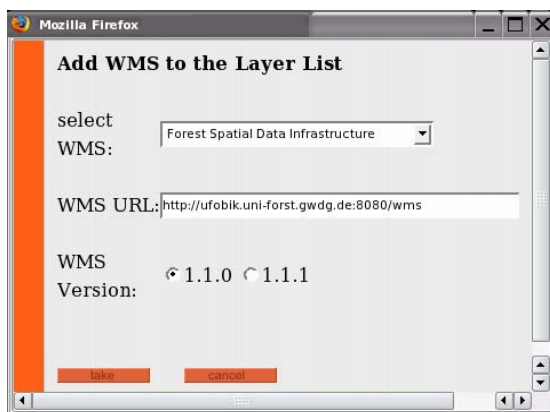 Mozilla Firefox
Add WMS to the Layer List
select
WMS:
Forest Spatial Data Infrastructure
WMS URL:
http://ufobik.uni-forst.gwdg.de:8080/wms
WMS
Version:
1.1.0 1.1.1
take cancel